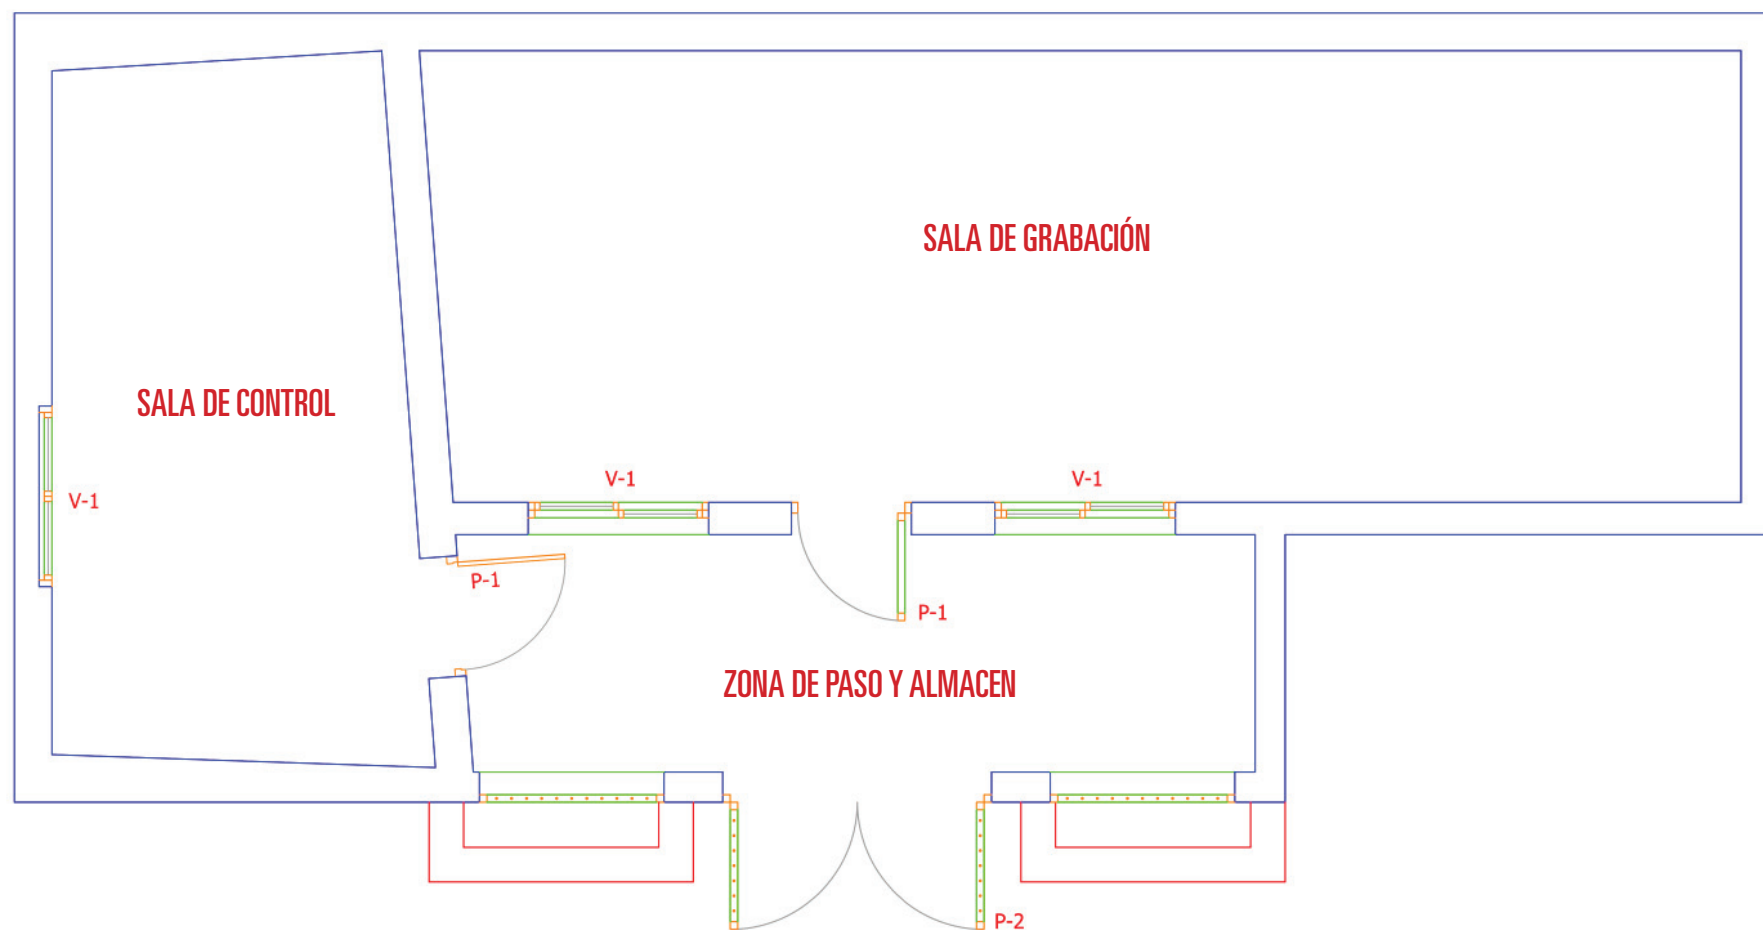 SALA DE GRABACIÓN
SALA DE CONTROL
V-1
V-1
V-1
P-1
P-1
ZONA DE PASO Y ALMACEN
P-2